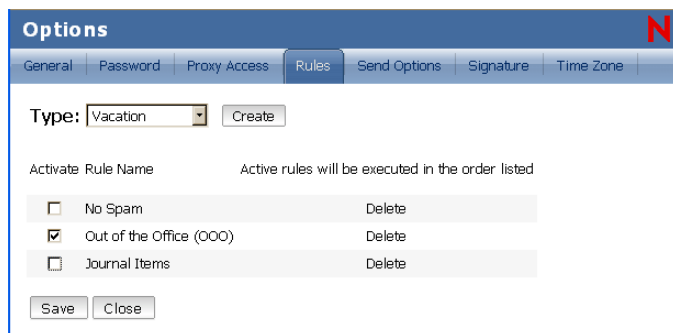 Options
N
General Password Proxy Access Rules Send Options Signature Time Zone
Type: Vacation Create
Activate Rule Name Active rules will be executed in the order listed
No Spam Delete
Out of the Office (OOO) Delete
Journal Items Delete
Save Close